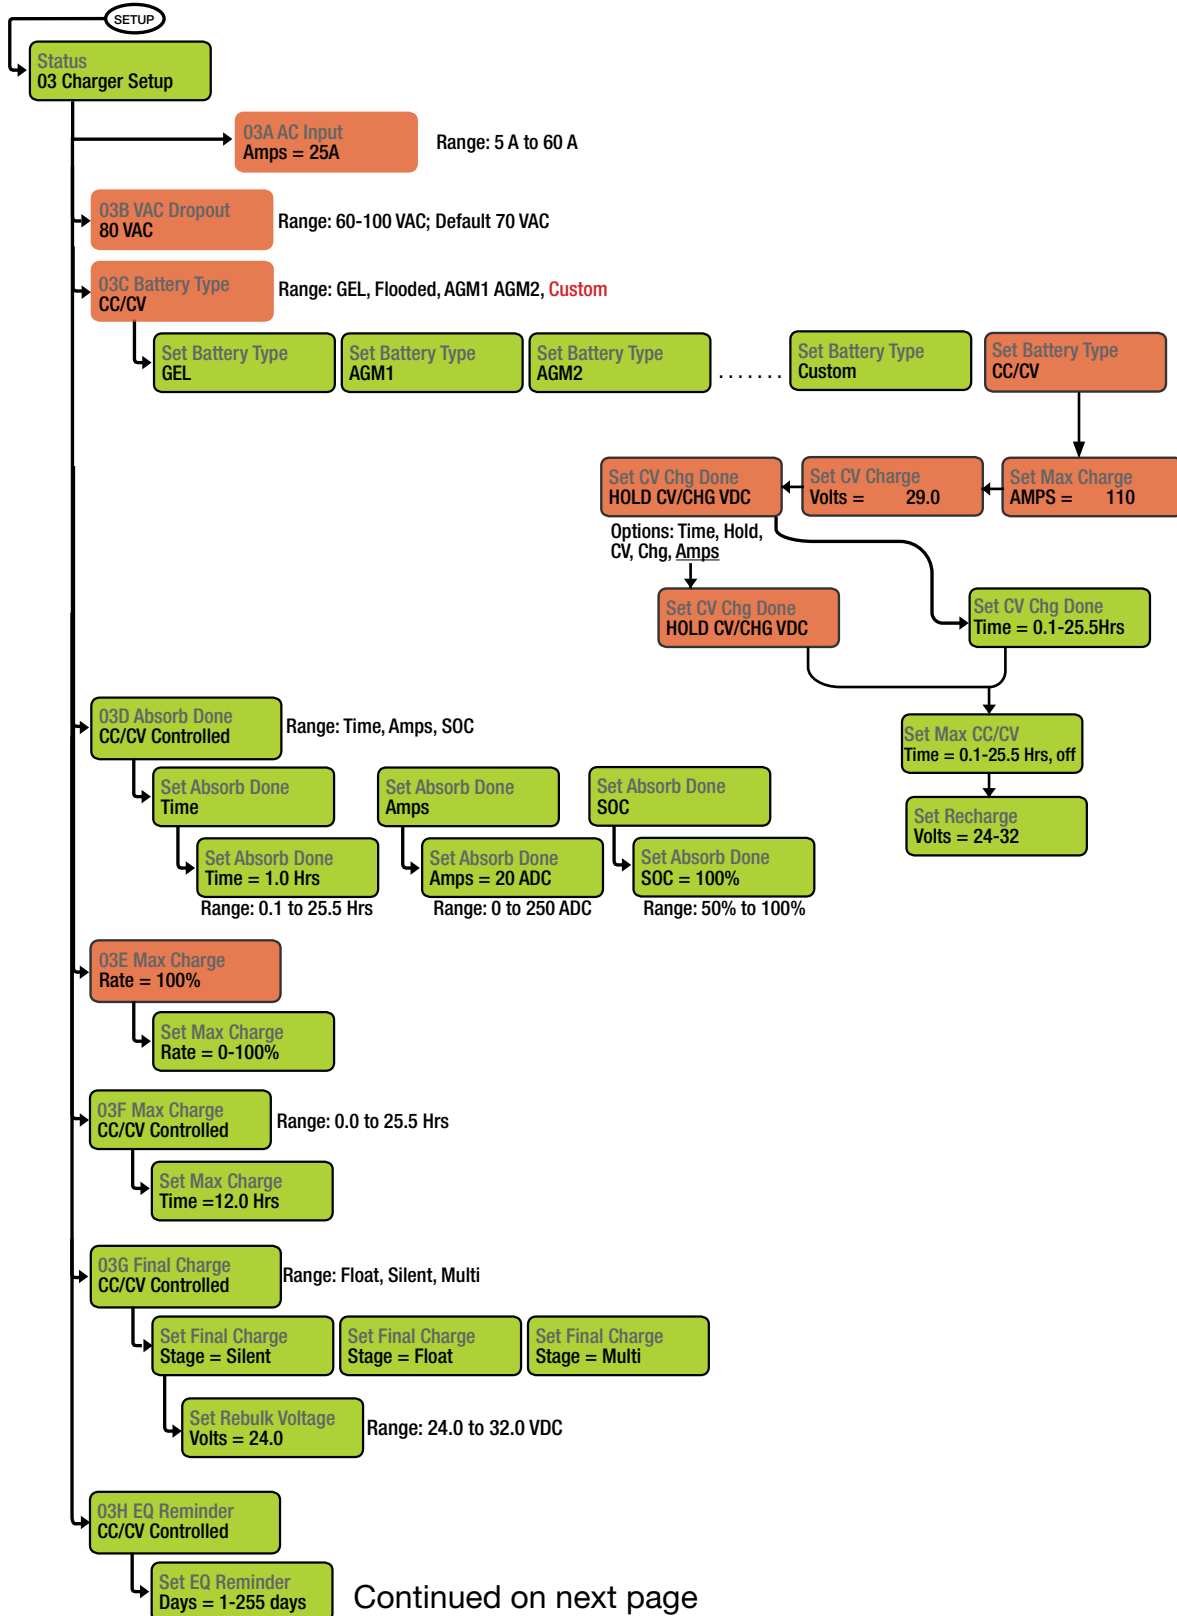 SETUP
Status
03 Charger Setup
03A AC Input
Amps = 25A
Range: 5 A to 60 A
03B VAC Dropout
80 VAC
Range: 60-100 VAC; Default 70 VAC
03C Battery Type
CC/CV
Range: GEL, Flooded, AGM1 AGM2, Custom
Set Battery Type
GEL
Set Battery Type
AGM1
Set Battery Type
AGM2
.......
Set Battery Type
Custom
Set Battery Type
CC/CV
Set CV Chg Done
HOLD CV/CHG VDC
Set CV Charge
Volts = 29.0
Set Max Charge
AMPS = 110
Options: Time, Hold,
CV, Chg, Amps
Set CV Chg Done
HOLD CV/CHG VDC
Set CV Chg Done
Time = 0.1-25.5Hrs
Set Max CC/CV
Time = 0.1-25.5 Hrs, off
Set Recharge
Volts = 24-32
03D Absorb Done
CC/CV Controlled
Range: Time, Amps, SOC
Set Absorb Done
Time
Set Absorb Done
Amps
Set Absorb Done
SOC
Set Absorb Done
Time = 1.0 Hrs
Set Absorb Done
Amps = 20 ADC
Set Absorb Done
SOC = 100%
Range: 0.1 to 25.5 Hrs
Range: 0 to 250 ADC
Range: 50% to 100%
03E Max Charge
Rate = 100%
Set Max Charge
Rate = 0-100%
03F Max Charge
CC/CV Controlled
Range: 0.0 to 25.5 Hrs
Set Max Charge
Time =12.0 Hrs
03G Final Charge
CC/CV Controlled
Range: Float, Silent, Multi
Set Final Charge
Stage = Silent
Set Final Charge
Stage = Float
Set Final Charge
Stage = Multi
Set Rebulk Voltage
Volts = 24.0
Range: 24.0 to 32.0 VDC
03H EQ Reminder
CC/CV Controlled
Set EQ Reminder
Days = 1-255 days
Continued on next page